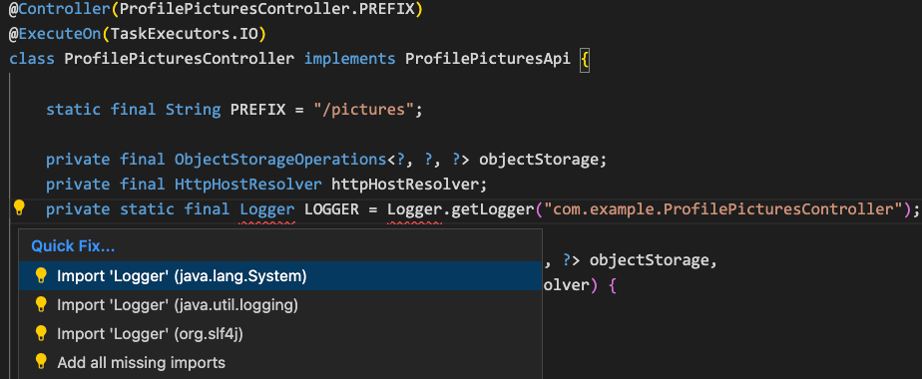 @Controller(ProfilePicturesController.PREFIX)
@ExecuteOn(TaskExecutors.IO)
class ProfilePicturesController implements ProfilePicturesApi {
static final String PREFIX = "/pictures";
private final ObjectStorageOperations<?, ?, ?> objectStorage;
private final HttpHostResolver httpHostResolver;
private static final Logger LOGGER = Logger.getLogger("com.example.ProfilePicturesController");
Quick Fix...
, ?> objectStorage,
Import 'Logger' (java.lang.System)
olver) {
Import 'Logger' (java.util.logging)
Import 'Logger' (org.slf4j)
Add all missing imports